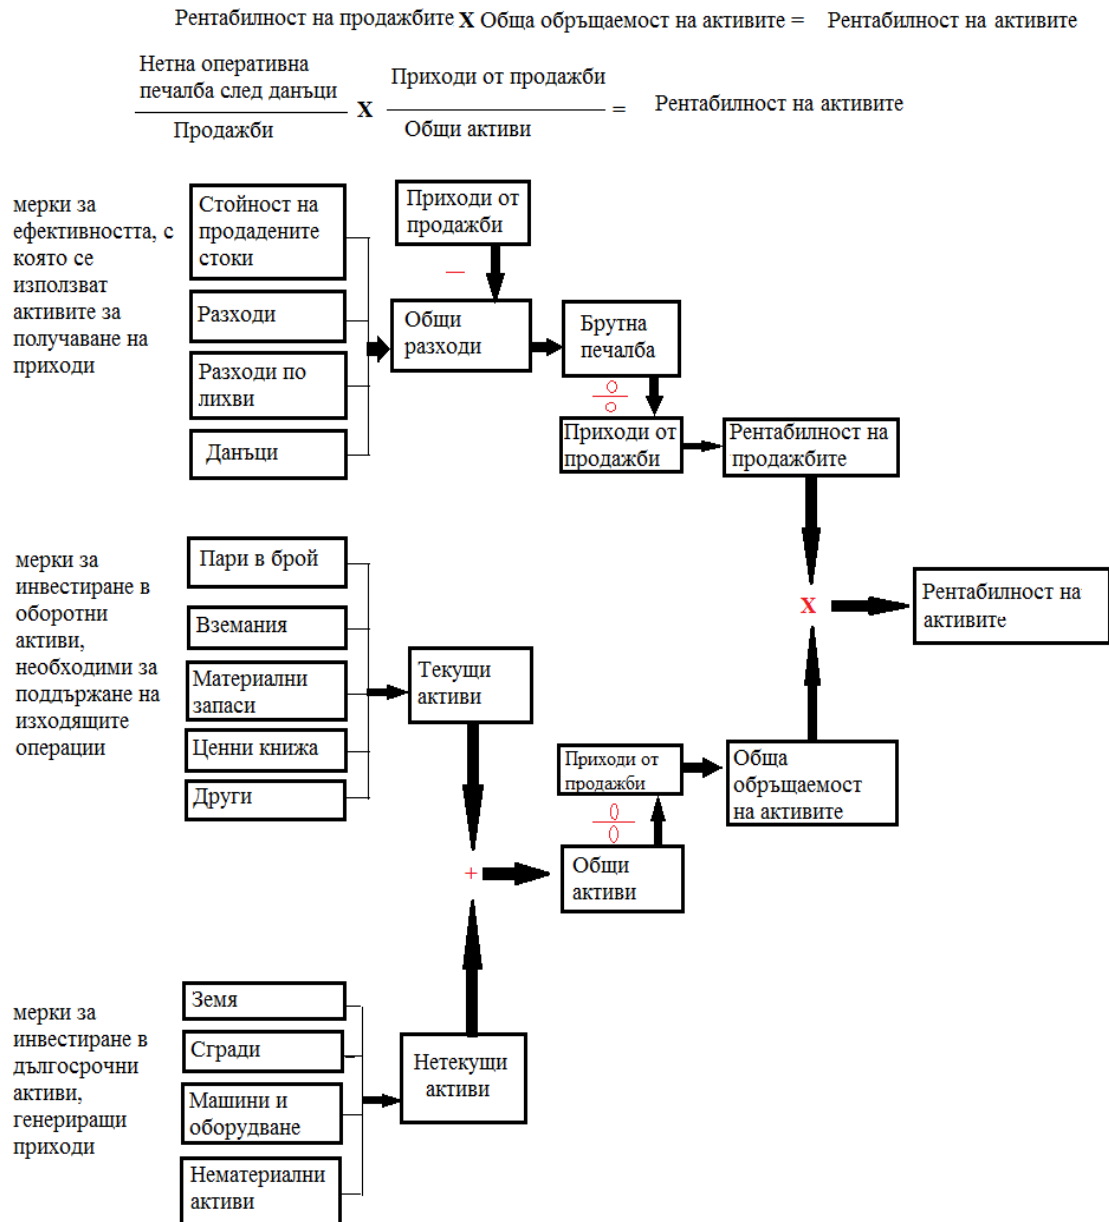 Рентабилност на продажбите X Обща обръщаемост на активите = Рентабилност на активите
Нетна оперативна
печалба след данъци
Продажби
X
Приходи от продажби
Общи активи
=
Рентабилност на активите
мерки за
ефективността, с
която се
използват
активите за
получаване на
приходи
Стойност на
продадените
стоки
Разходи
Разходи по
лихви
Данъци
Приходи от
продажби
—
Общи
разходи
Брутна
печалба
Приходи от
продажби
Рентабилност на
продажбите
мерки за
инвестиране в
оборотни
активи,
необходими за
поддържане на
изходящите
операции
Пари в брой
Вземания
Материални
запаси
Ценни книжа
Други
Текущи
активи
X
Рентабилност на
активите
Приходи от
продажби
Обща
обръщаемост
на активите
+
Общи
активи
мерки за
инвестиране в
дългосрочни
активи,
генериращи
приходи
Земя
Сгради
Машини и
оборудване
Нематериални
активи
Нетекущи
активи